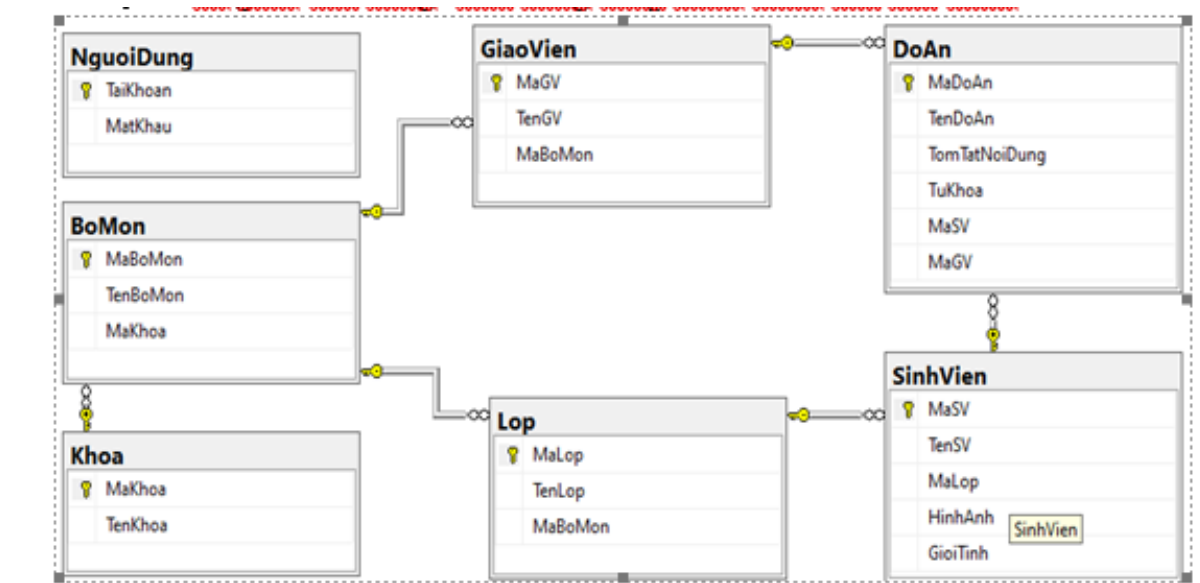 NguoiDung
TaiKhoan
MatKhau
GiaoVien
MaGV
TenGV
MaBoMon
DoAn
MaDoAn
TenDoAn
TomTatNoiDung
TuKhoa
MaSV
MaGV
BoMon
MaBoMon
TenBoMon
MaKhoa
Khoa
MaKhoa
TenKhoa
Lop
MaLop
TenLop
MaBoMon
SinhVien
MaSV
TenSV
MaLop
HinhAnh
SinhVien
GioiTinh